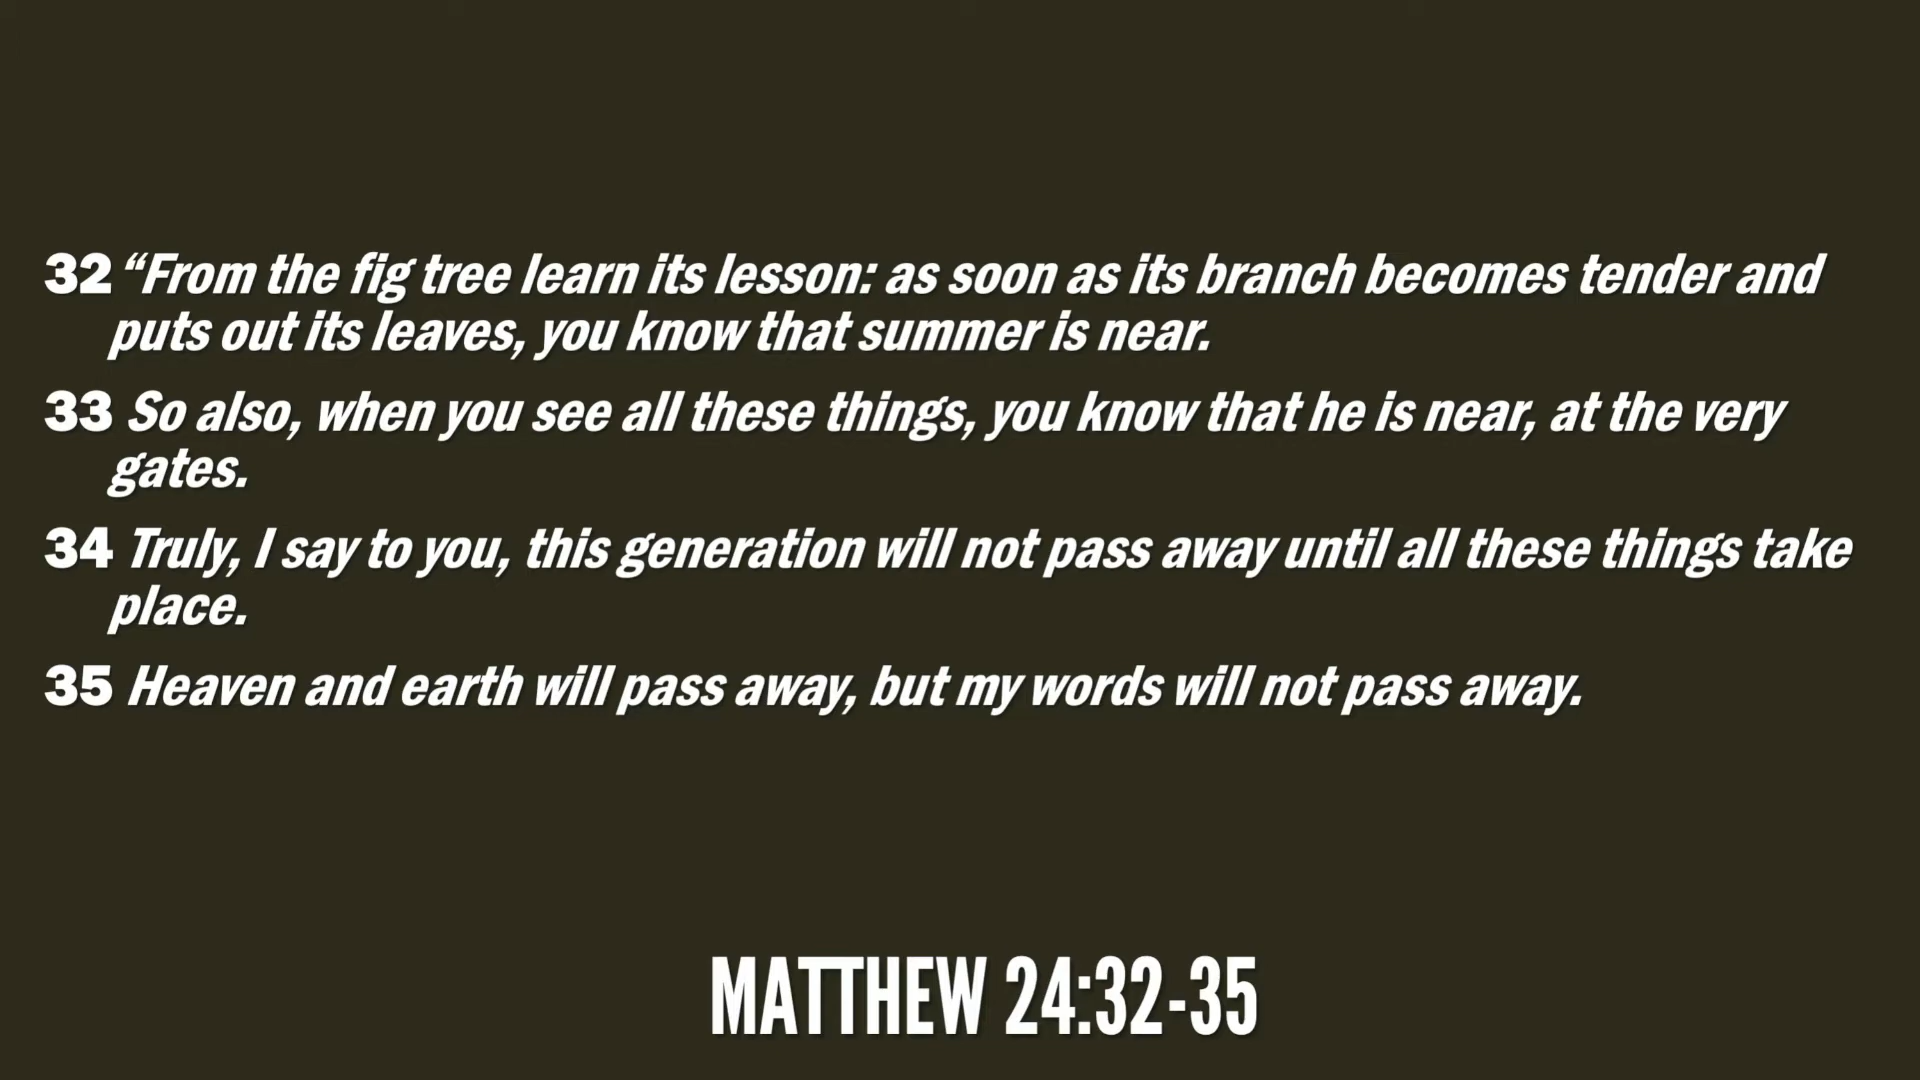 32 “From the fig tree learn its lesson: as soon as its branch becomes tender and
puts out its leaves, you know that summer is near.
33 So also, when you see all these things, you know that he is near, at the very
gates.
34 Truly, I say to you, this generation will not pass away until all these things take
place.
35 Heaven and earth will pass away, but my words will not pass away.
MATTHEW 24:32-35